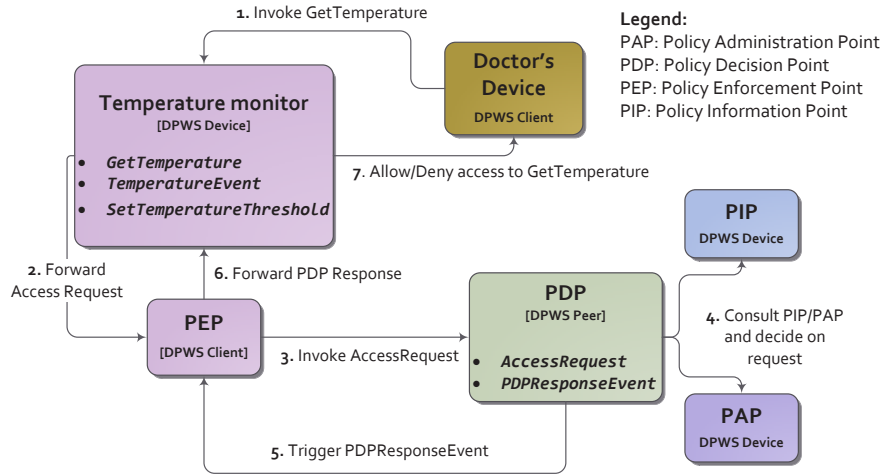 1. Invoke GetTemperature
Legend:
PAP: Policy Administration Point
PDP: Policy Decision Point
PEP: Policy Enforcement Point
PIP: Policy Information Point
Doctor's
Device
DPWS Client
Temperature monitor
[DPWS Device]
• GetTemperature
• TemperatureEvent
• SetTemperatureThreshold
7. Allow/Deny access to GetTemperature
PIP
DPWS Device
2. Forward
Access Request
6. Forward PDP Response
PEP
[DPWS Client]
3. Invoke AccessRequest
PDP
[DPWS Peer]
• AccessRequest
• PDPResponseEvent
4. Consult PIP/PAP
and decide on
request
PAP
DPWS Device
5. Trigger PDPResponseEvent